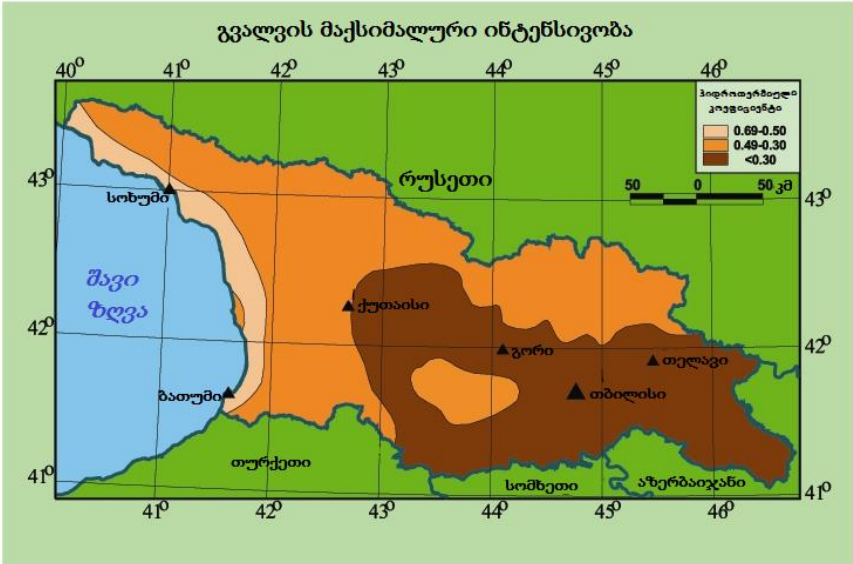 გვალვის მაქსიმალური ინტენსივობა
40⁰ 41⁰ 42⁰ 43⁰ 44⁰ 45⁰ 46⁰
ჰიდროთერმიული
კოეფიციენტი
0.69-0.50
0.49-0.30
<0.30
რუსეთი
50 0 50 კმ
43⁰ 43⁰
სოხუმი
შავი
ზღვა
ქუთაისი
42⁰ 42⁰
გორი
თელავი
ბათუმი
თბილისი
თურქეთი
სომხეთი
აზერბაიჯანი
41⁰ 41⁰
41⁰ 42⁰ 43⁰ 44⁰ 45⁰ 46⁰